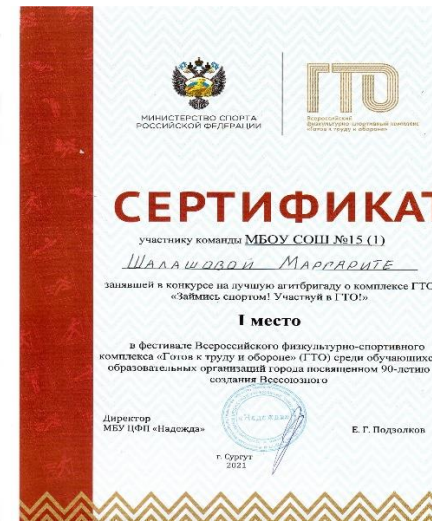 МИНИСТЕРСТВО СПОРТА
РОССИЙСКОЙ ФЕДЕРАЦИИ
ГТО
Всероссийский
физкультурно-спортивный комплекс
«Готов к труду и обороне»
СЕРТИФИКАТ
участнику команды МБОУ СОШ №15 (1)
Шалашовой Маргарите
занявшей в конкурсе на лучшую агитбригаду о комплексе ГТО
«Займись спортом! Участвуй в ГТО!»
I место
в фестивале Всероссийского физкультурно-спортивного
комплекса «Готов к труду и обороне» (ГТО) среди обучающихс
образовательных организаций города посвященном 90-летию
создания Всесоюзного
Директор
МБУ ЦФП «Надежда»
«Надежда»
Е. Г. Подзолков
г. Сургут
2021